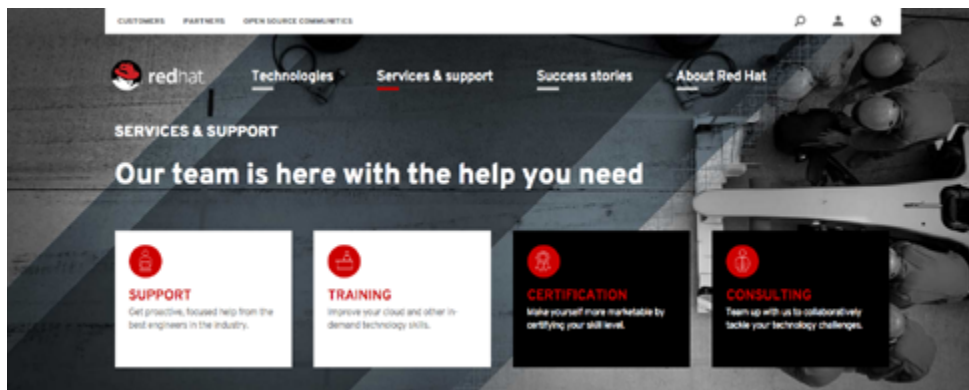 CUSTOMERS PARTNERS OPEN SOURCE COMMUNITIES
redhat Technologies Services & support Success stories About Red Hat
SERVICES & SUPPORT
Our team is here with the help you need
SUPPORT
Get proactive, focused help from the
best engineers in the industry.
TRAINING
Improve your cloud and other in-
demand technology skills.
CERTIFICATION
Make yourself more marketable by
certifying your skill level.
CONSULTING
Team up with us to collaboratively
tackle your technology challenges.